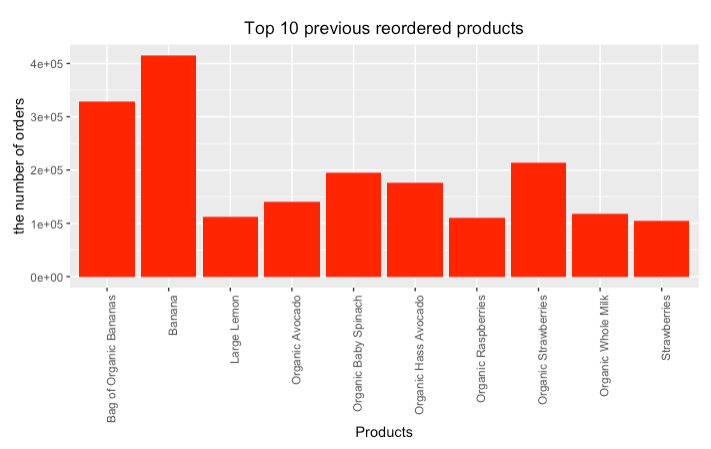 Top 10 previous reordered products
the number of orders
4e+05
3e+05
2e+05
1e+05
0e+00
Bag of Organic Bananas
Banana
Large Lemon
Organic Avocado
Organic Baby Spinach
Organic Hass Avocado
Organic Raspberries
Organic Strawberries
Organic Whole Milk
Strawberries
Products